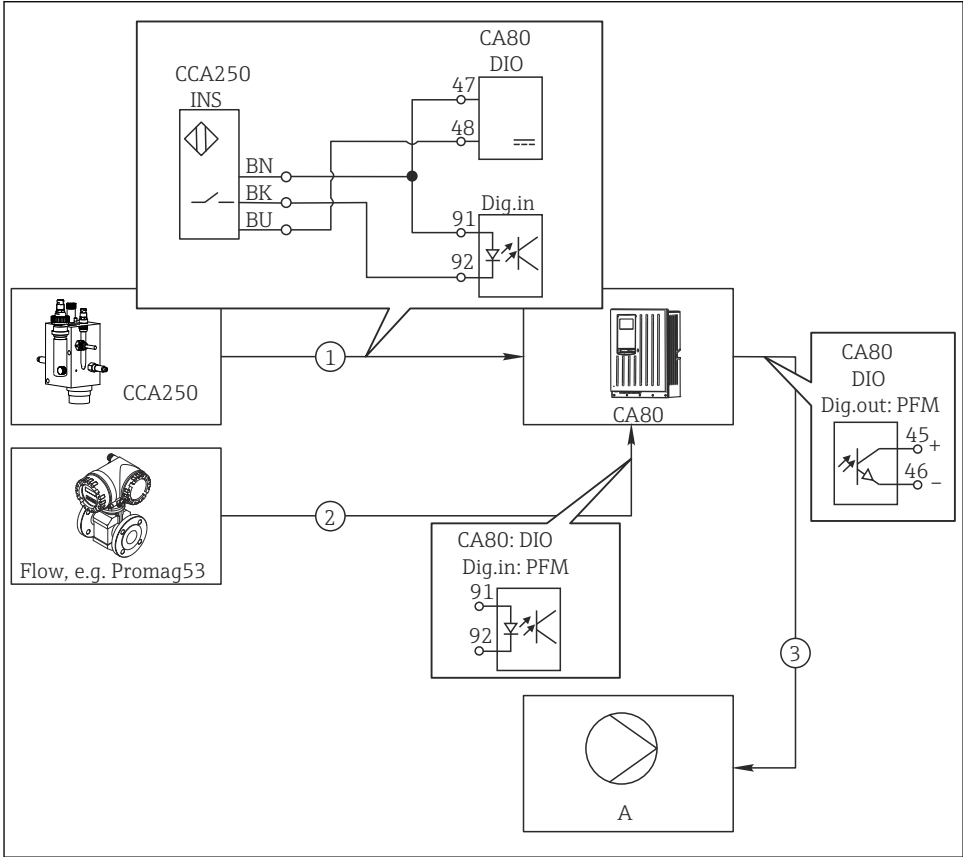 CCA250
INS
BN
BK
BU
CA80
DIO
47
48
Dig.in
91
92
CCA250
1
CA80
CA80
DIO
Dig.out: PFM
45
+
46
-
Flow, e.g. Promag53
2
CA80: DIO
Dig.in: PFM
91
92
3
A